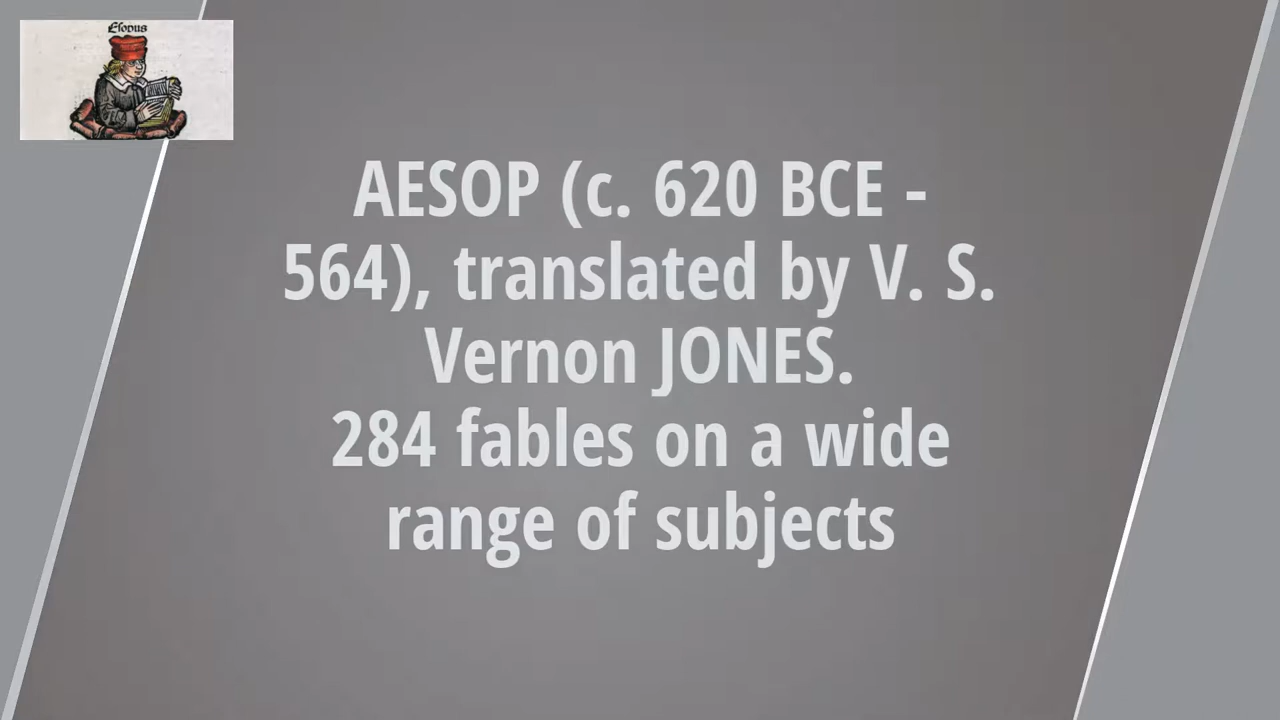 Esopus
AESOP (c. 620 BCE -
564), translated by V. S.
Vernon JONES.
284 fables on a wide
range of subjects